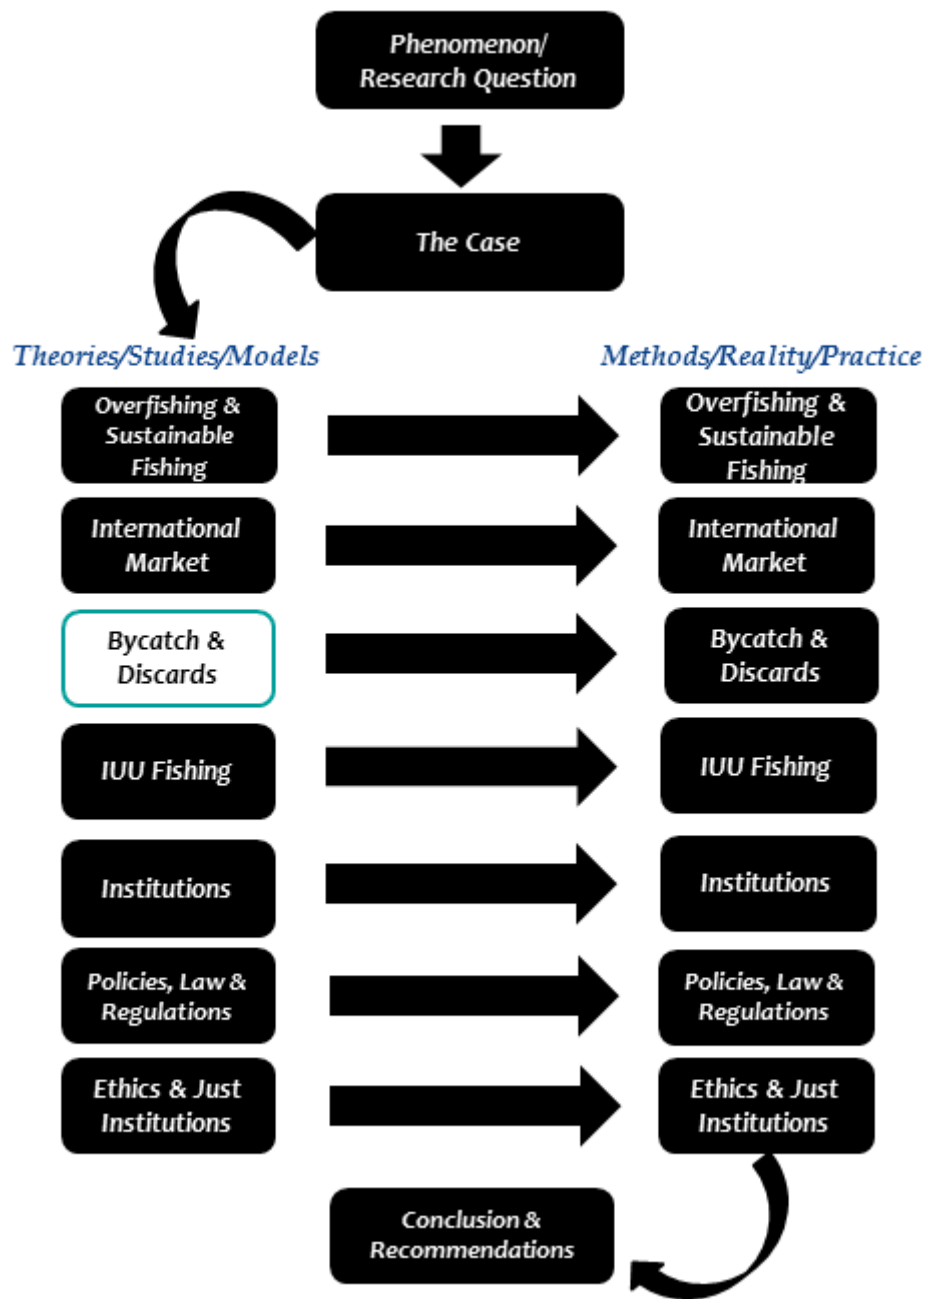 Phenomenon/
Research Question
The Case
Theories/Studies/Models
Methods/Reality/Practice
Overfishing &
Sustainable
Fishing
Overfishing &
Sustainable
Fishing
International
Market
International
Market
Bycatch &
Discards
Bycatch &
Discards
IUU Fishing
IUU Fishing
Institutions
Institutions
Policies, Law &
Regulations
Policies, Law &
Regulations
Ethics & Just
Institutions
Ethics & Just
Institutions
Conclusion &
Recommendations